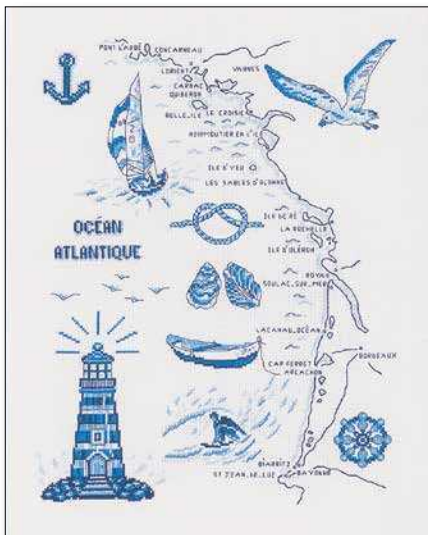 PONT L'ABBÉ CONCARNEAU
LORIENT
VANNES
CARNAC
QUIBERON
BELLE.ILE LE CROISIC
NOIRMOUTIER EN L'ILE
ILE D'YEU
LES SABLES D'OLONNE
ILE DE RÉ
LA ROCHELLE
OCÉAN
ATLANTIQUE
ILE D'OLÉRON
ROYAN
SOULAC.SUR.MER
LACANAU.OCÉAN
BORDEAUX
CAP FERRET
ARCACHON
BIARRITZ
ST JEAN.DE.LUZ BAYONNE